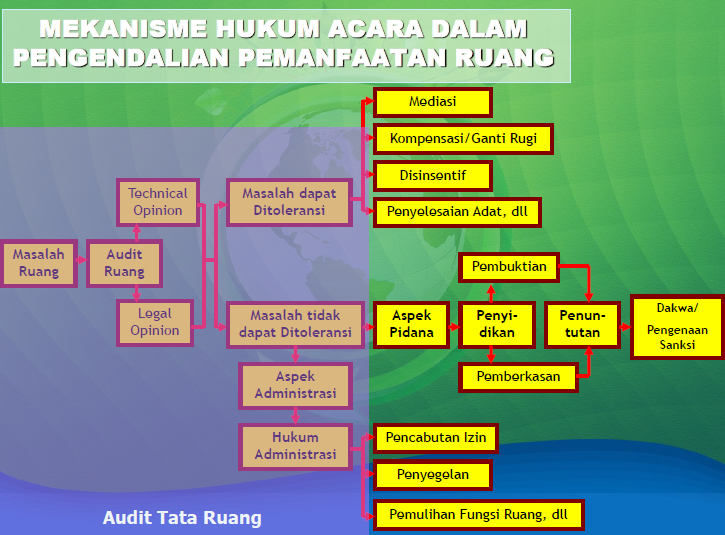 MEKANISME HUKUM ACARA DALAM
PENGENDALIAN PEMANFAATAN RUANG
Mediasi
Kompensasi/Ganti Rugi
Disinsentif
Penyelesaian Adat, dll
Technical
Opinion
Masalah dapat
Ditoleransi
Masalah
Ruang
Audit
Ruang
Legal
Opinion
Masalah tidak
dapat Ditoleransi
Aspek
Pidana
Penyi-
dikan
Pembuktian
Pemberkasan
Penun-
tutan
Dakwa/
Pengenaan
Sanksi
Aspek
Administrasi
Hukum
Administrasi
Pencabutan Izin
Penyegelan
Pemulihan Fungsi Ruang, dll
Audit Tata Ruang